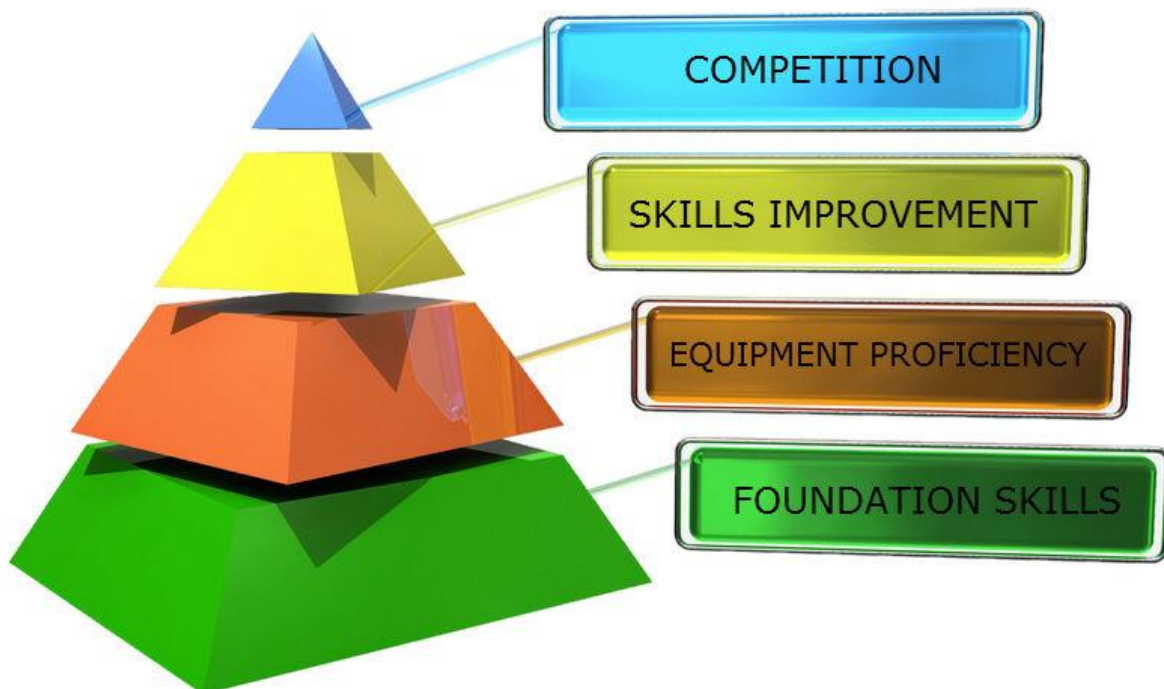 COMPETITION
SKILLS IMPROVEMENT
EQUIPMENT PROFICIENCY
FOUNDATION SKILLS